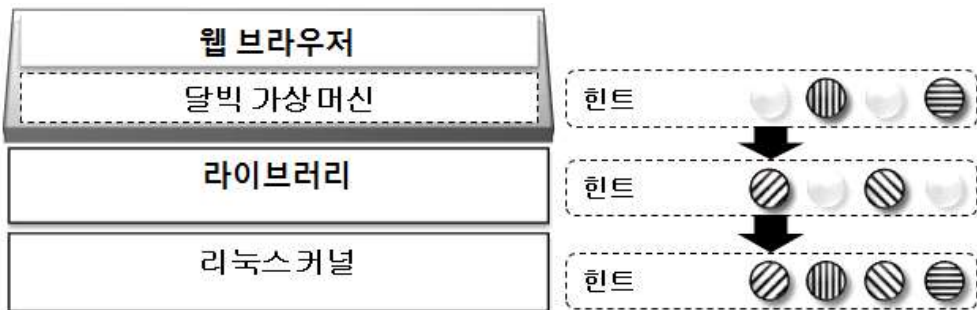 웹 브라우저
달빅 가상 머신
힌트
라이브러리
힌트
리눅스 커널
힌트